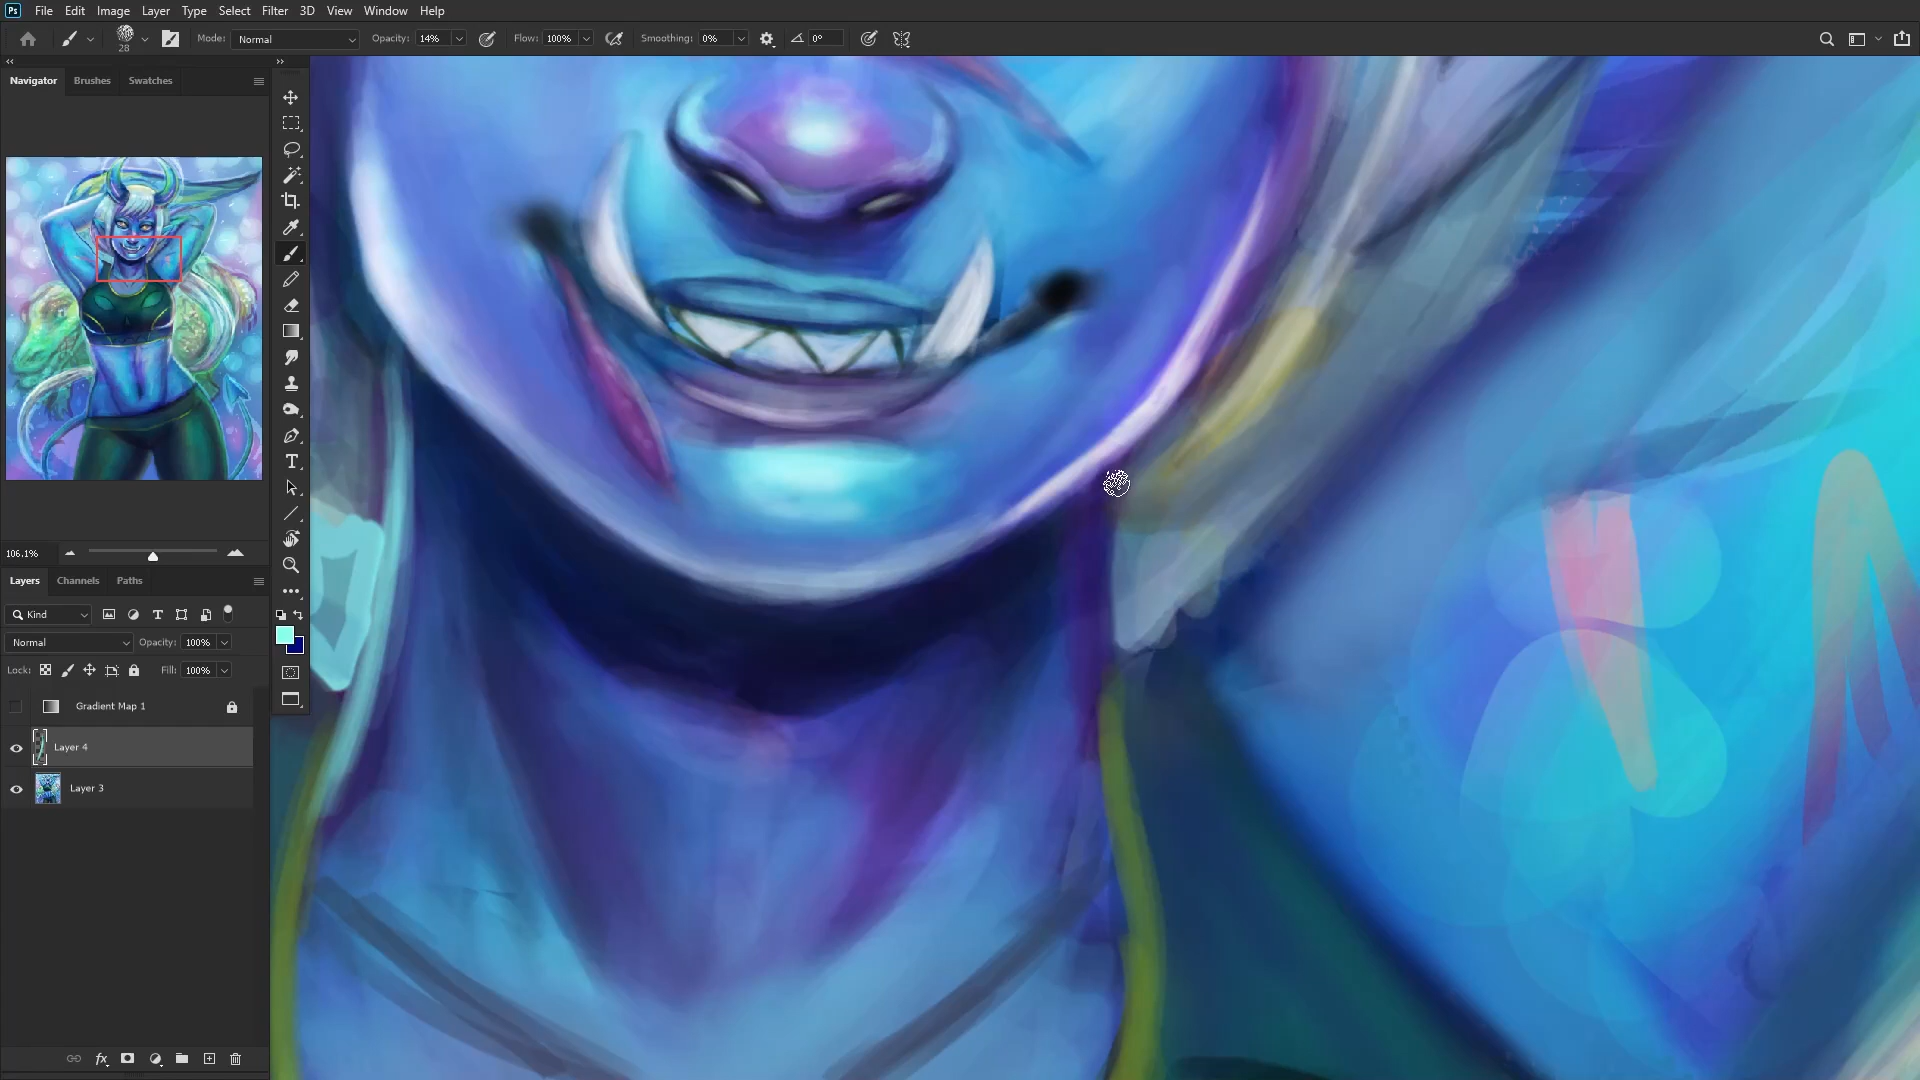 Ps File Edit Image Layer Type Select Filter 3D View Window Help
28 Mode: Normal Opacity: 14% Flow: 100% Smoothing: 0% 0°
Navigator Brushes Swatches
106.1%
Layers Channels Paths
Kind
Normal Opacity: 100%
Lock: Fill: 100%
Gradient Map 1
Layer 4
Layer 3
fx